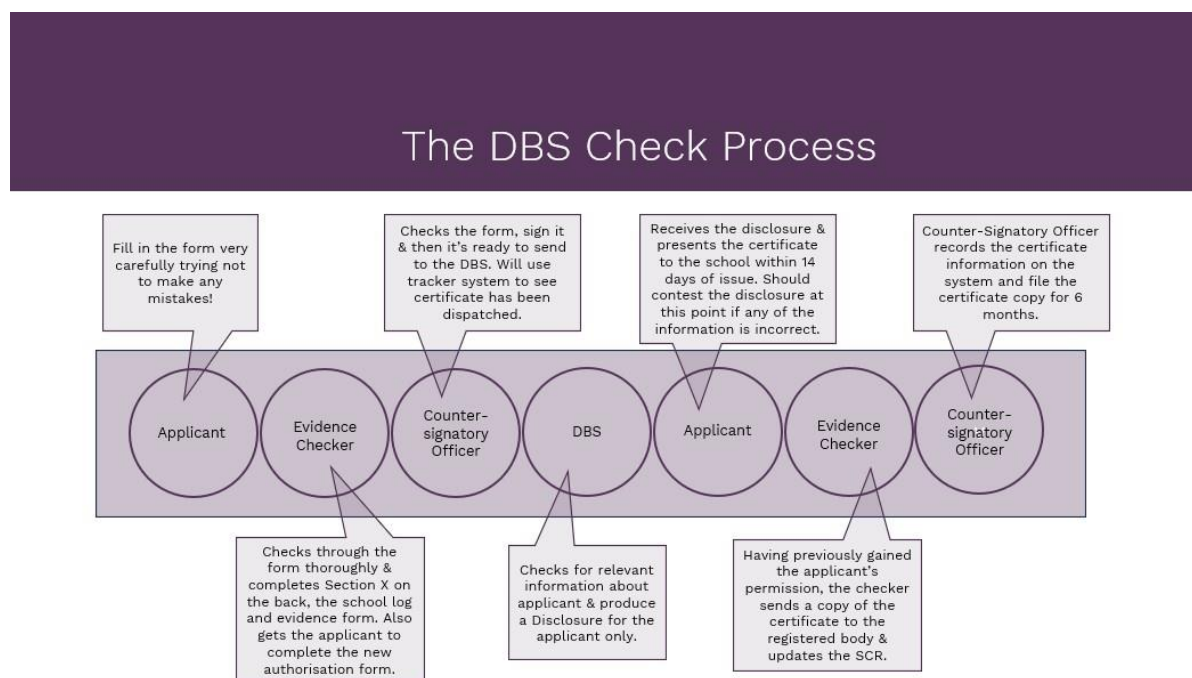 The DBS Check Process
Fill in the form very
carefully trying not
to make any
mistakes!
Checks the form, sign it
& then it's ready to send
to the DBS. Will use
tracker system to see
certificate has been
dispatched.
Receives the disclosure &
presents the certificate
to the school within 14
days of issue. Should
contest the disclosure at
this point if any of the
information is incorrect.
Counter-Signatory Officer
records the certificate
information on the
system and file the
certificate copy for 6
months.
Applicant
Evidence
Checker
Counter-
signatory
Officer
DBS
Applicant
Evidence
Checker
Counter-
signatory
Officer
Checks through the
form thoroughly &
completes Section X on
the back, the school log
and evidence form. Also
gets the applicant to
complete the new
authorisation form.
Checks for relevant
information about
applicant & produce
a Disclosure for the
applicant only.
Having previously gained
the applicant's
permission, the checker
sends a copy of the
certificate to the
registered body &
updates the SCR.